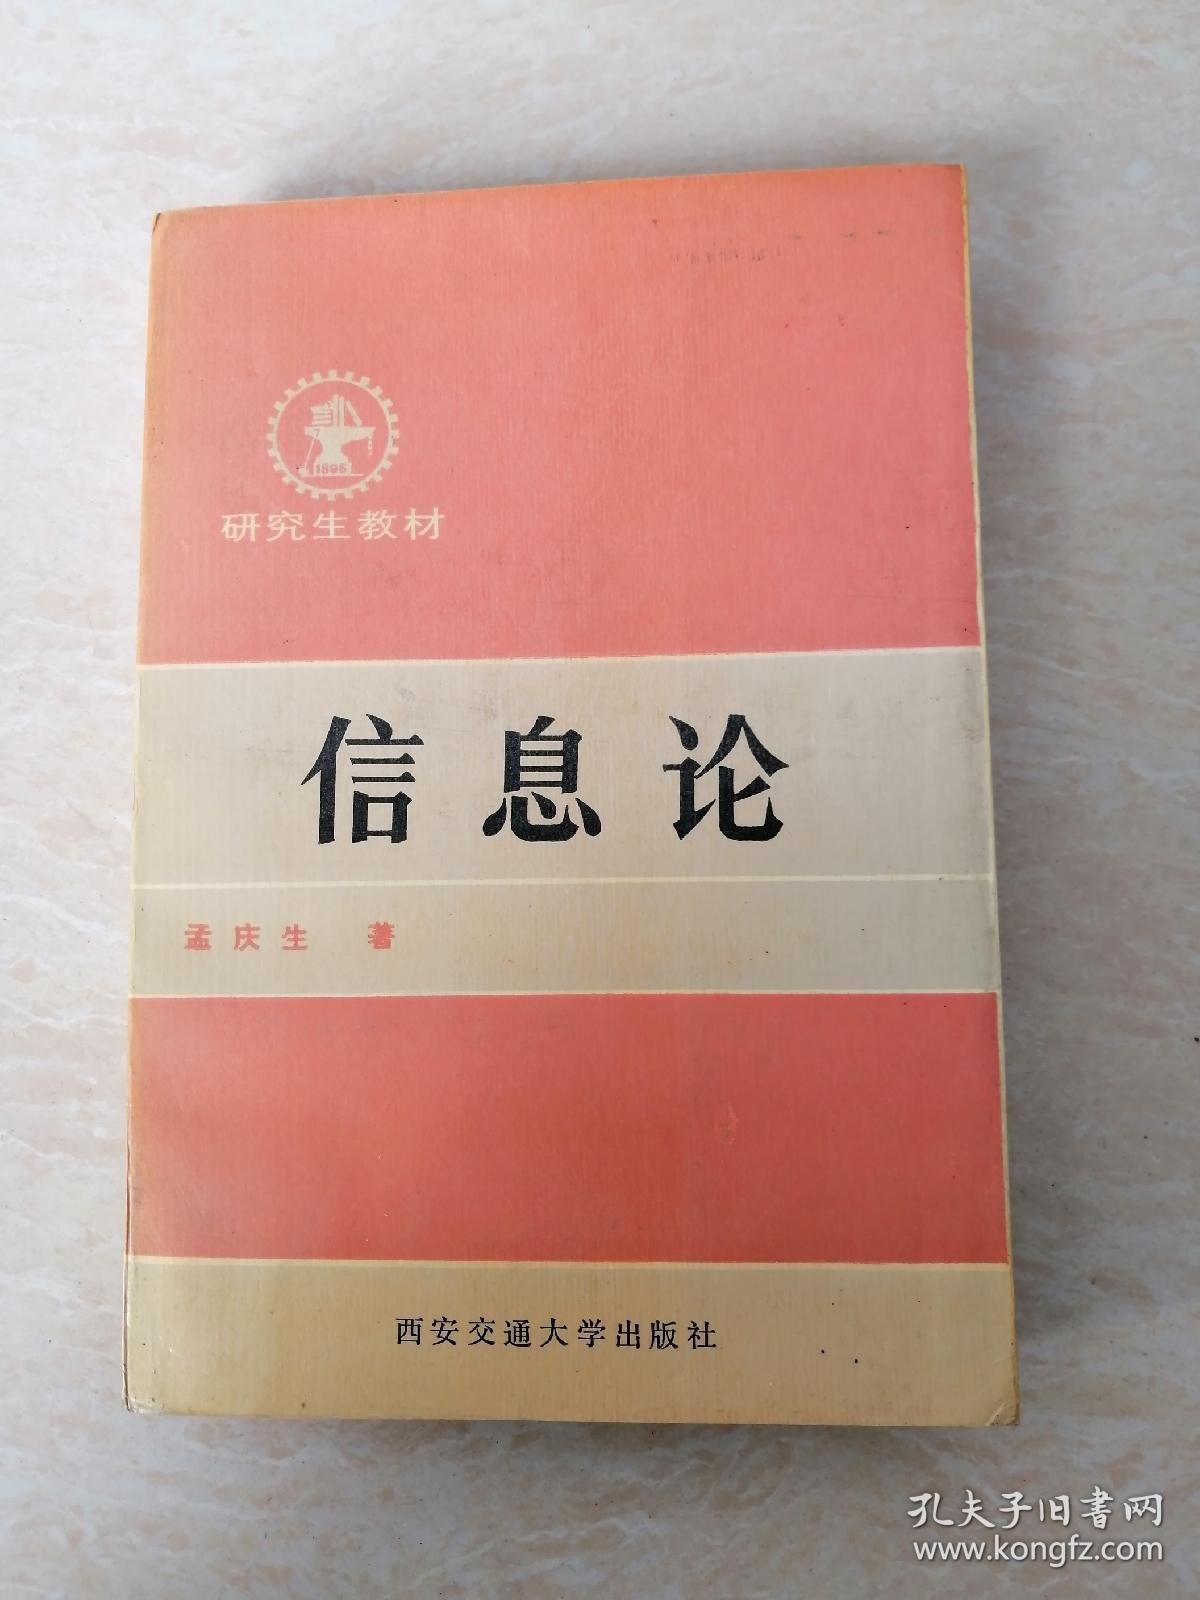 1896
研究生教材
信息论
孟庆生 著
西安交通大学出版社
孔夫子旧书网
www.kongfz.com